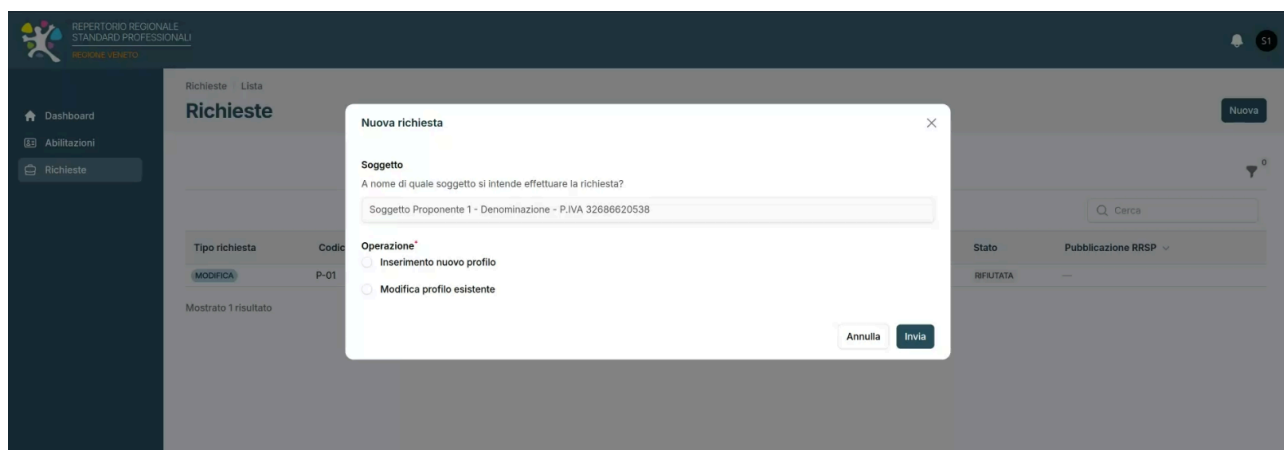 REPERTORIO REGIONALE
STANDARD PROFESSIONALI
REGIONE VENETO
S1
Richieste Lista
Richieste
Nuova
Dashboard
Abilitazioni
Richieste
0
Cerca
Nuova richiesta
Soggetto
A nome di quale soggetto si intende effettuare la richiesta?
Soggetto Proponente 1 - Denominazione - P.IVA 32686620538
Operazione*
Inserimento nuovo profilo
Modifica profilo esistente
Annulla Invia
Tipo richiesta Codic Stato Pubblicazione RRSP
MODIFICA P-01 RIFIUTATA —
Mostrato 1 risultato